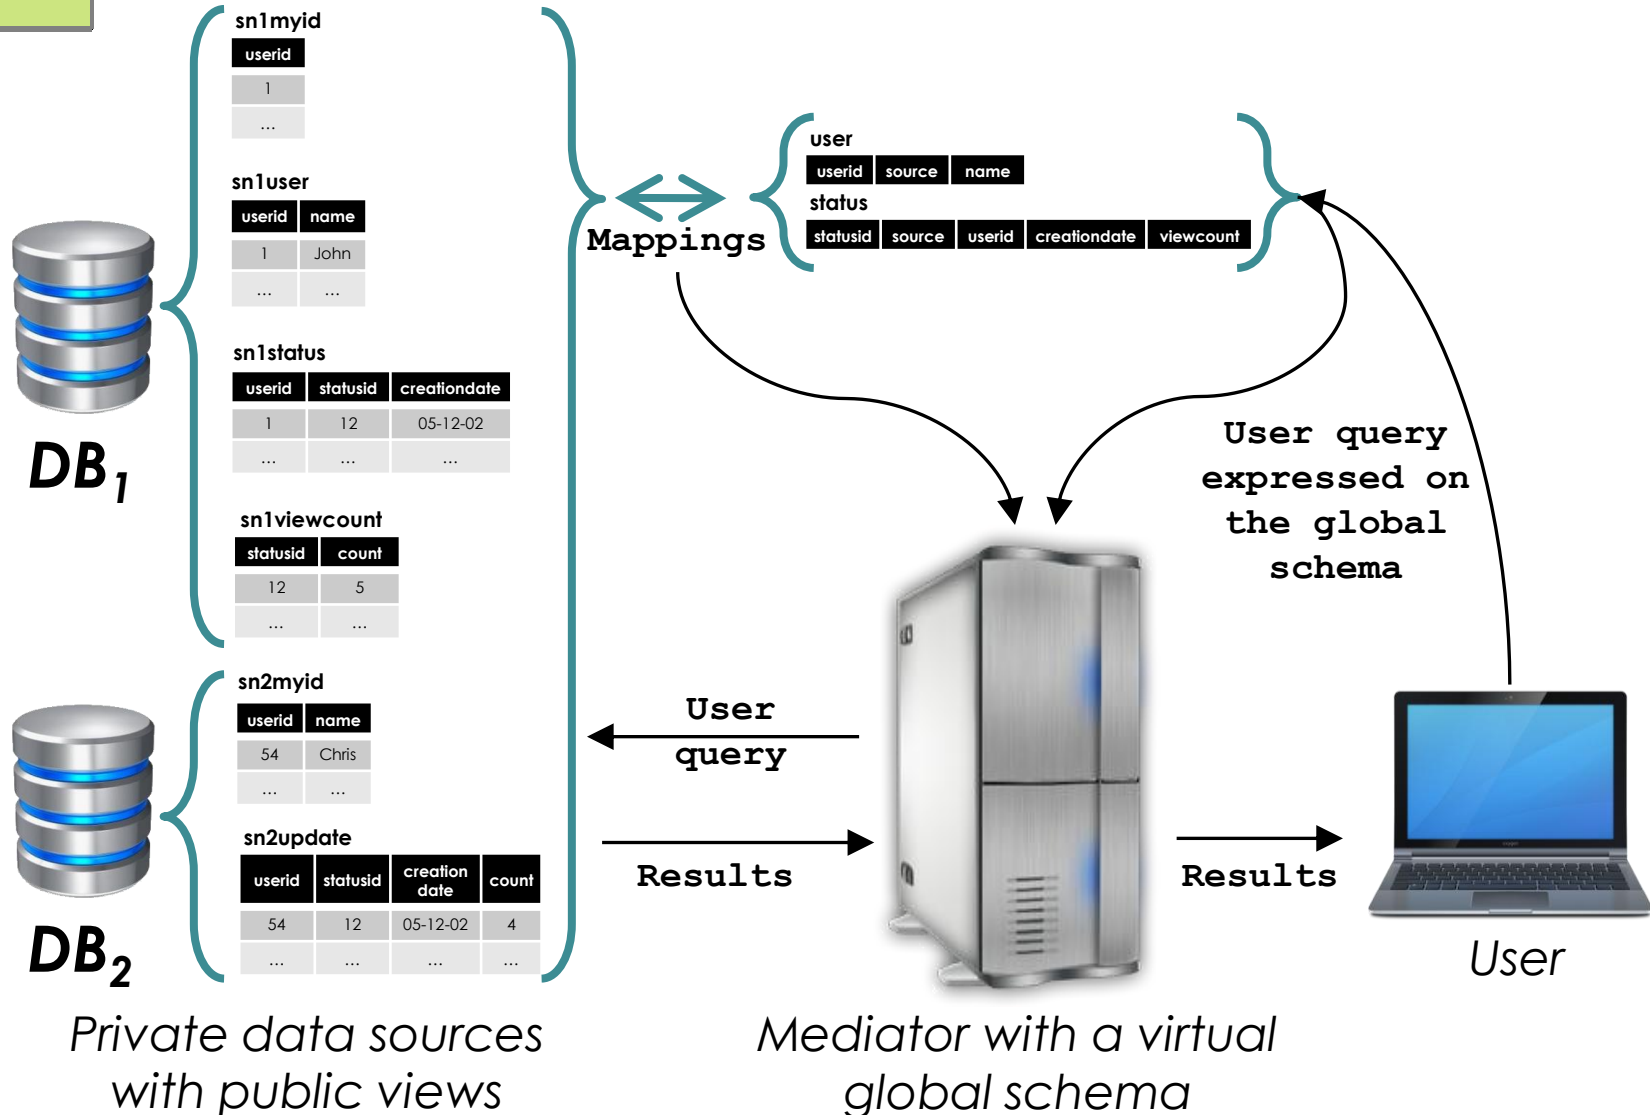 sn1myid
userid
1
...
sn1user
userid name
1 John
... ...
sn1status
userid statusid creationdate
1 12 05-12-02
... ... ...
sn1viewcount
statusid count
12 5
... ...
DB1
sn2myid
userid name
54 Chris
... ...
sn2update
userid statusid creation date count
54 12 05-12-02 4
... ... ... ...
DB2
Private data sources
with public views
Mappings
user
userid source name
status
statusid source userid creationdate viewcount
User query
expressed on
the global
schema
User
query
Results
Results
User
Mediator with a virtual
global schema